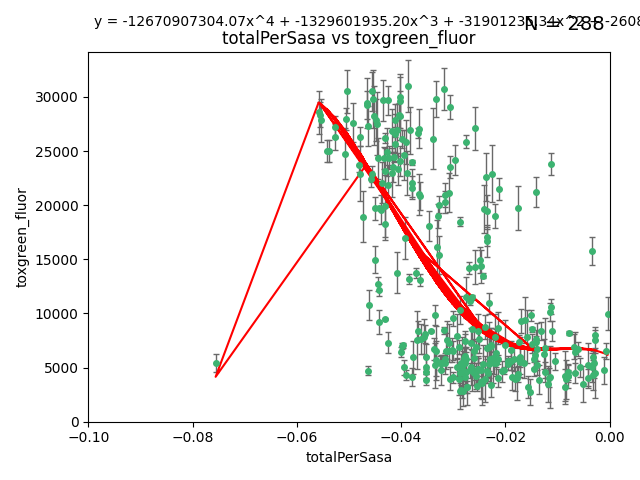 y = -12670907304.07x^4 + -1329601935.20x^3 +
N = 288
totalPerSasa vs toxgreen_fluor
toxgreen_fluor
30000
25000
20000
15000
10000
5000
0
−0.10
−0.08
−0.06
−0.04
−0.02
0.00
totalPerSasa